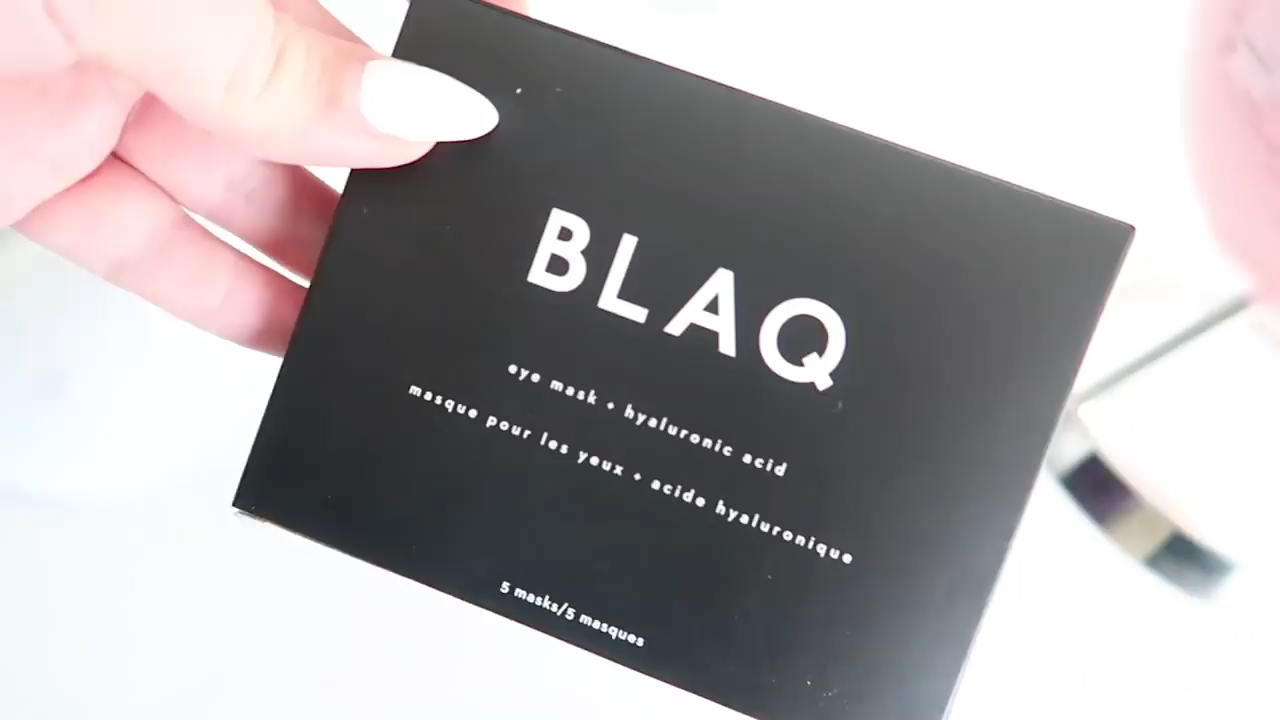 BLAQ
eye mask + hyaluronic acid
masque pour les yeux + acide hyaluronique
5 masks/5 masques